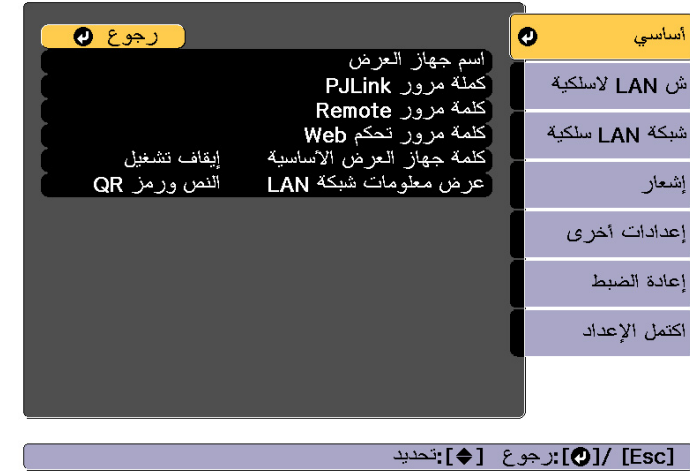 أساسي
ش LAN لاسلكية
شبكة LAN سلكية
إشعار
إعدادات أخرى
إعادة الضبط
اكتمل الإعداد
رجوع
اسم جهاز العرض
كملة مرور PJLink
كلمة مرور Remote
كلمة مرور تحكم Web
كلمة جهاز العرض الأساسية إيقاف تشغيل
عرض معلومات شبكة LAN النص ورمز QR
[Esc] /[]:رجوع []:تحديد